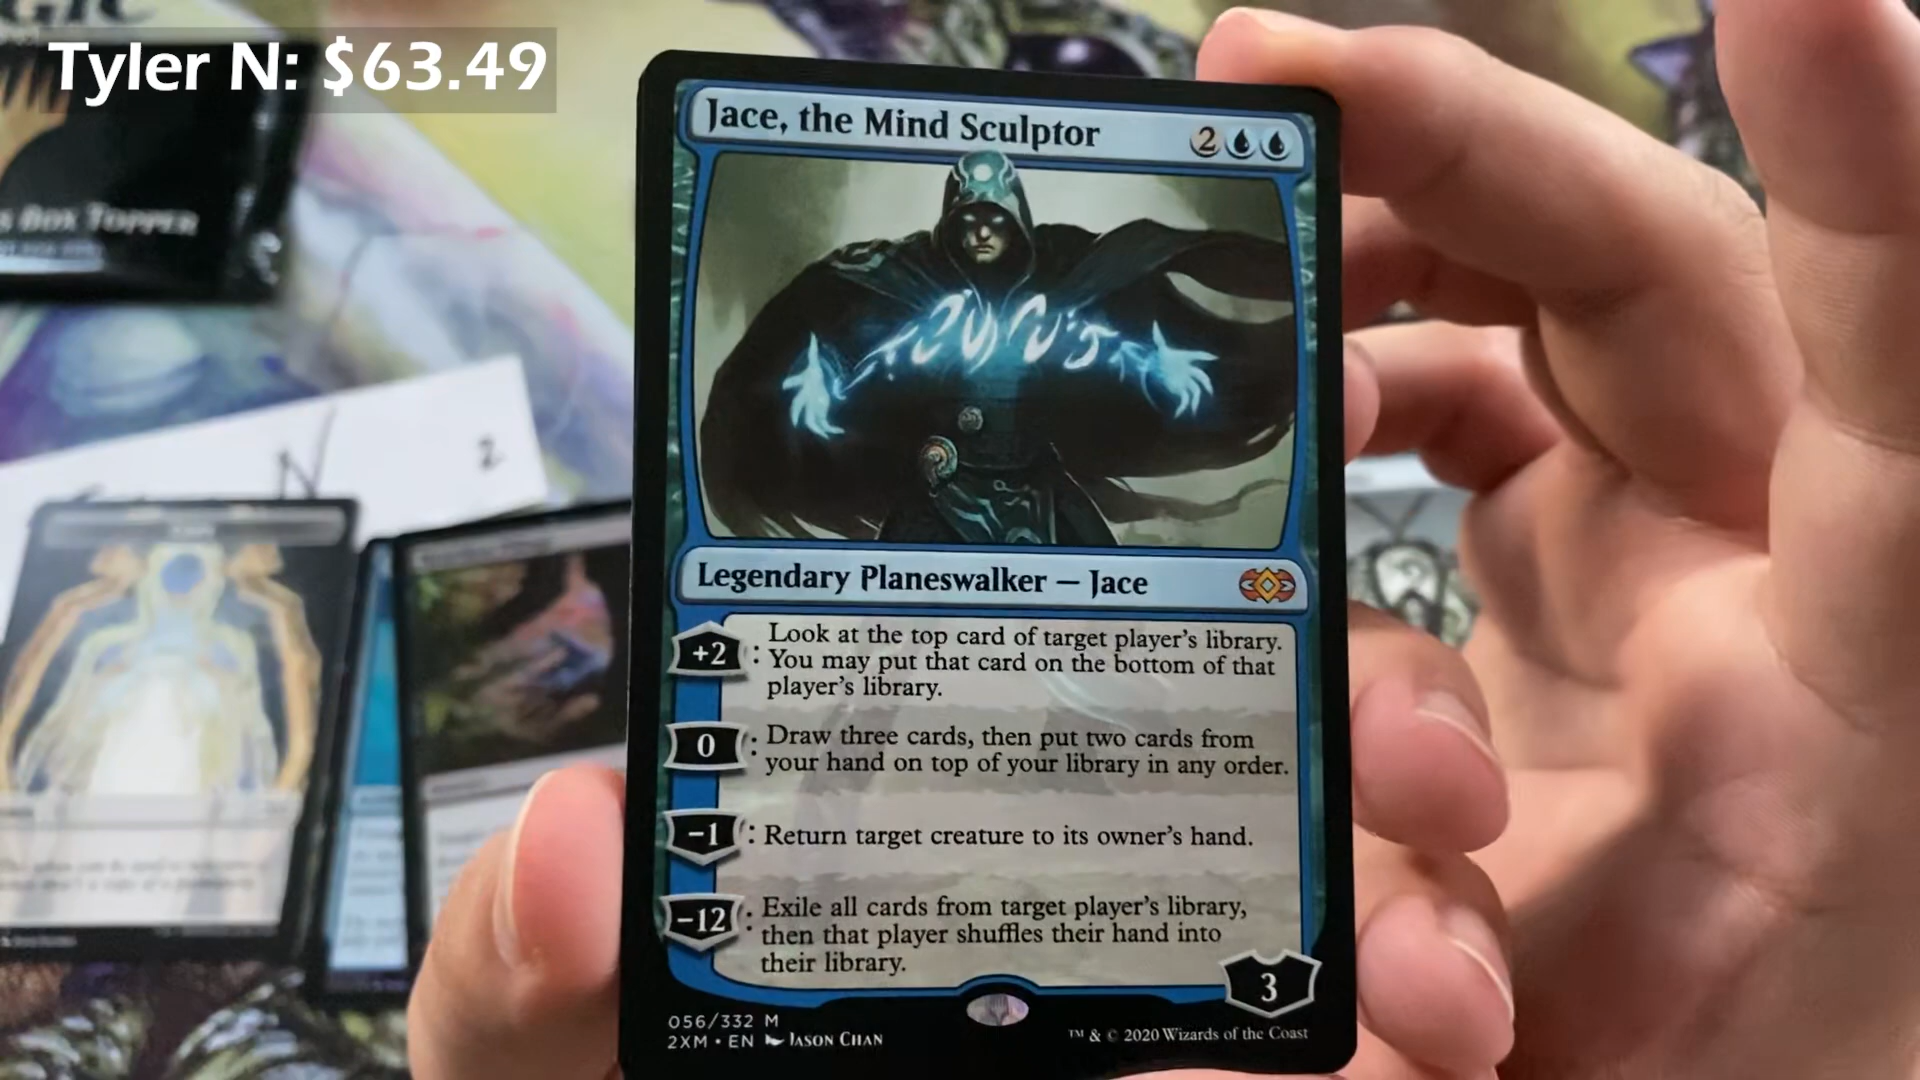 Tyler N: $63.49
BOX TOPPER
N
2
Jace, the Mind Sculptor
2
Legendary Planeswalker — Jace
+2: Look at the top card of target player's library.
You may put that card on the bottom of that
player's library.
0: Draw three cards, then put two cards from
your hand on top of your library in any order.
−1: Return target creature to its owner's hand.
−12: Exile all cards from target player's library,
then that player shuffles their hand into
their library.
3
056/332 M
2XM • EN JASON CHAN
™ & © 2020 Wizards of the Coast